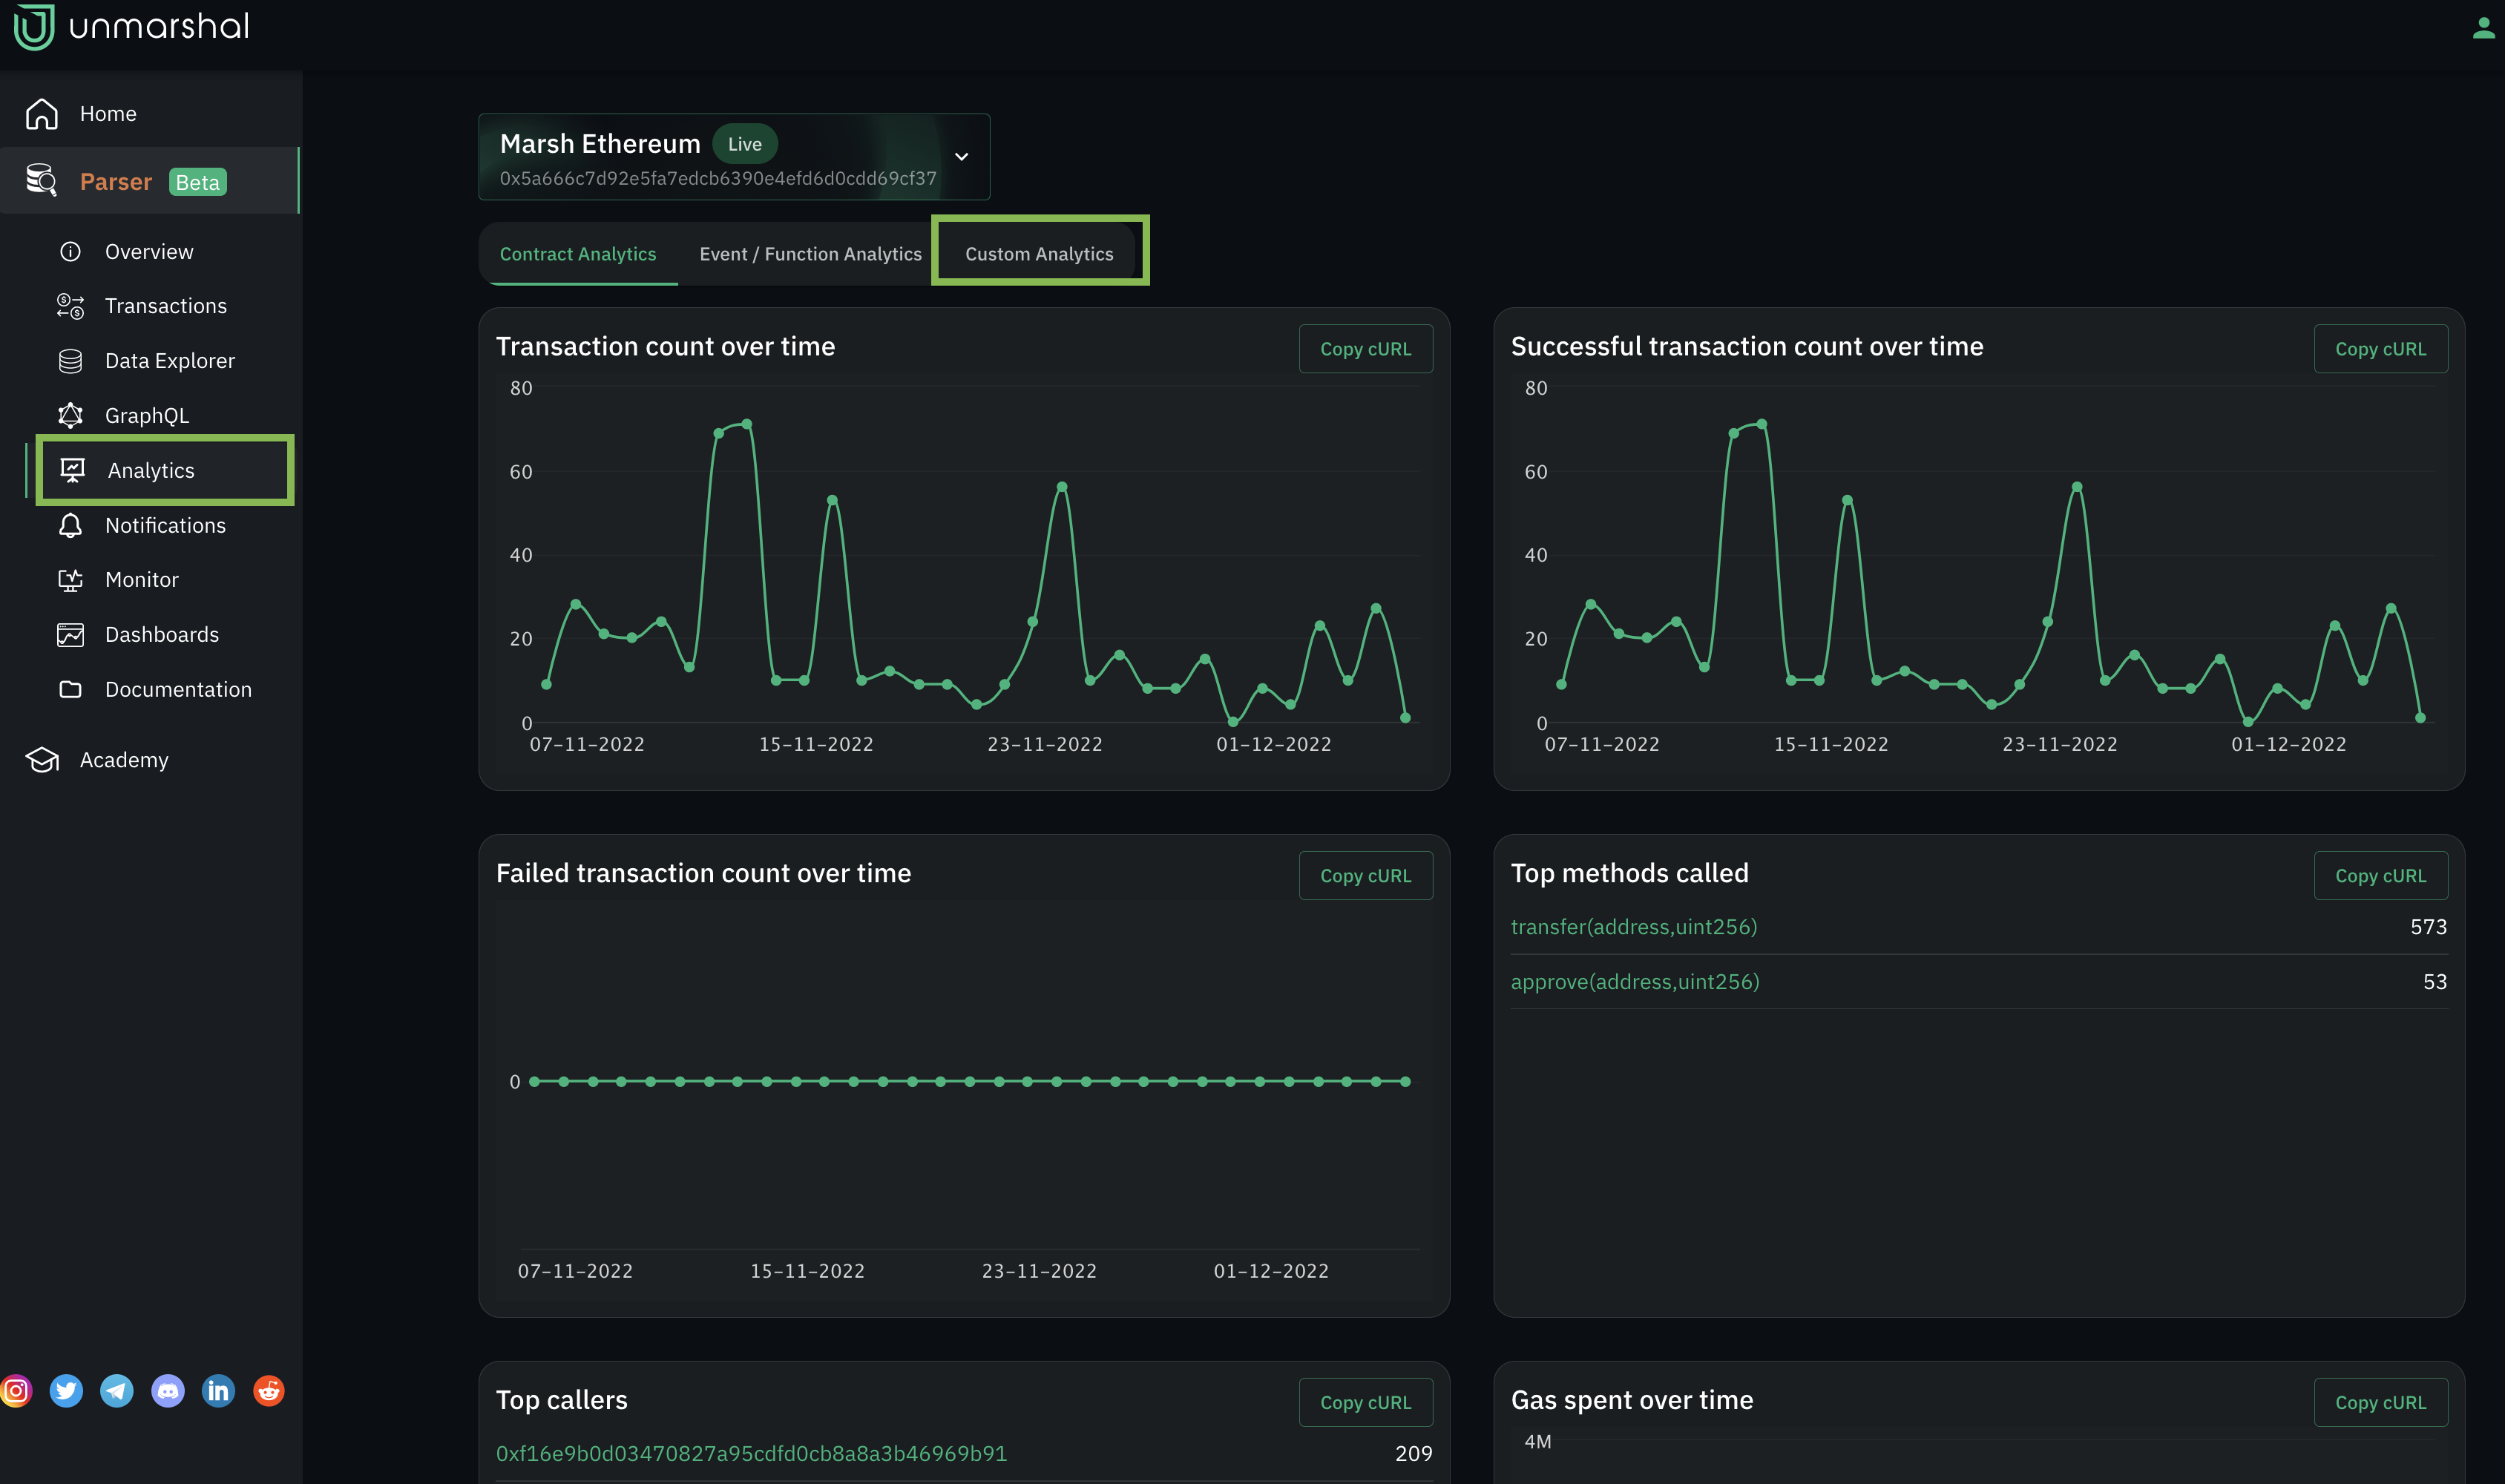 unmarshal
Home
Parser Beta
Overview
Transactions
Data Explorer
GraphQL
Analytics
Notifications
Monitor
Dashboards
Documentation
Academy
Marsh Ethereum Live
0x5a666c7d92e5fa7edcb6390e4efd6d0cdd69cf37
Contract Analytics Event / Function Analytics Custom Analytics
Transaction count over time Copy cURL
80
60
40
20
0
07-11-2022 15-11-2022 23-11-2022 01-12-2022
Successful transaction count over time Copy cURL
80
60
40
20
0
07-11-2022 15-11-2022 23-11-2022 01-12-2022
Failed transaction count over time Copy cURL
0
07-11-2022 15-11-2022 23-11-2022 01-12-2022
Top methods called Copy cURL
transfer(address,uint256) 573
approve(address,uint256) 53
Top callers Copy cURL
0xf16e9b0d03470827a95cdfd0cb8a8a3b46969b91 209
Gas spent over time Copy cURL
4M